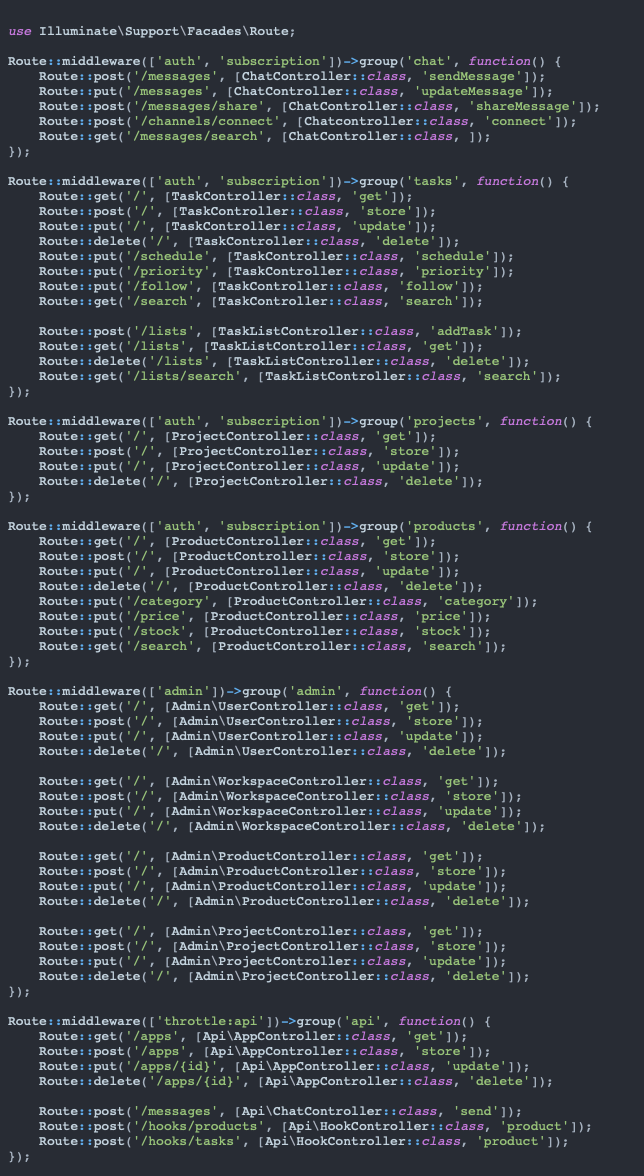 use Illuminate\Support\Facades\Route;

Route::middleware(['auth', 'subscription'])->group('chat', function() {
    Route::post('/messages', [ChatController::class, 'sendMessage']);
    Route::put('/messages', [ChatController::class, 'updateMessage']);
    Route::post('/messages/share', [ChatController::class, 'shareMessage']);
    Route::post('/channels/connect', [Chatcontroller::class, 'connect']);
    Route::get('/messages/search', [ChatController::class, ]);
});

Route::middleware(['auth', 'subscription'])->group('tasks', function() {
    Route::get('/', [TaskController::class, 'get']);
    Route::post('/', [TaskController::class, 'store']);
    Route::put('/', [TaskController::class, 'update']);
    Route::delete('/', [TaskController::class, 'delete']);
    Route::put('/schedule', [TaskController::class, 'schedule']);
    Route::put('/priority', [TaskController::class, 'priority']);
    Route::put('/follow', [TaskController::class, 'follow']);
    Route::get('/search', [TaskController::class, 'search']);

    Route::post('/lists', [TaskListController::class, 'addTask']);
    Route::get('/lists', [TaskListController::class, 'get']);
    Route::delete('/lists', [TaskListController::class, 'delete']);
    Route::get('/lists/search', [TaskListController::class, 'search']);
});

Route::middleware(['auth', 'subscription'])->group('projects', function() {
    Route::get('/', [ProjectController::class, 'get']);
    Route::post('/', [ProjectController::class, 'store']);
    Route::put('/', [ProjectController::class, 'update']);
    Route::delete('/', [ProjectController::class, 'delete']);
});

Route::middleware(['auth', 'subscription'])->group('products', function() {
    Route::get('/', [ProductController::class, 'get']);
    Route::post('/', [ProductController::class, 'store']);
    Route::put('/', [ProductController::class, 'update']);
    Route::delete('/', [ProductController::class, 'delete']);
    Route::put('/category', [ProductController::class, 'category']);
    Route::put('/price', [ProductController::class, 'price']);
    Route::put('/stock', [ProductController::class, 'stock']);
    Route::get('/search', [ProductController::class, 'search']);
});

Route::middleware(['admin'])->group('admin', function() {
    Route::get('/', [Admin\UserController::class, 'get']);
    Route::post('/', [Admin\UserController::class, 'store']);
    Route::put('/', [Admin\UserController::class, 'update']);
    Route::delete('/', [Admin\UserController::class, 'delete']);

    Route::get('/', [Admin\WorkspaceController::class, 'get']);
    Route::post('/', [Admin\WorkspaceController::class, 'store']);
    Route::put('/', [Admin\WorkspaceController::class, 'update']);
    Route::delete('/', [Admin\WorkspaceController::class, 'delete']);

    Route::get('/', [Admin\ProductController::class, 'get']);
    Route::post('/', [Admin\ProductController::class, 'store']);
    Route::put('/', [Admin\ProductController::class, 'update']);
    Route::delete('/', [Admin\ProductController::class, 'delete']);

    Route::get('/', [Admin\ProjectController::class, 'get']);
    Route::post('/', [Admin\ProjectController::class, 'store']);
    Route::put('/', [Admin\ProjectController::class, 'update']);
    Route::delete('/', [Admin\ProjectController::class, 'delete']);
});

Route::middleware(['throttle:api'])->group('api', function() {
    Route::get('/apps', [Api\AppController::class, 'get']);
    Route::post('/apps', [Api\AppController::class, 'store']);
    Route::put('/apps/{id}', [Api\AppController::class, 'update']);
    Route::delete('/apps/{id}', [Api\AppController::class, 'delete']);

    Route::post('/messages', [Api\ChatController::class, 'send']);
    Route::post('/hooks/products', [Api\HookController::class, 'product']);
    Route::post('/hooks/tasks', [Api\HookController::class, 'product']);
});